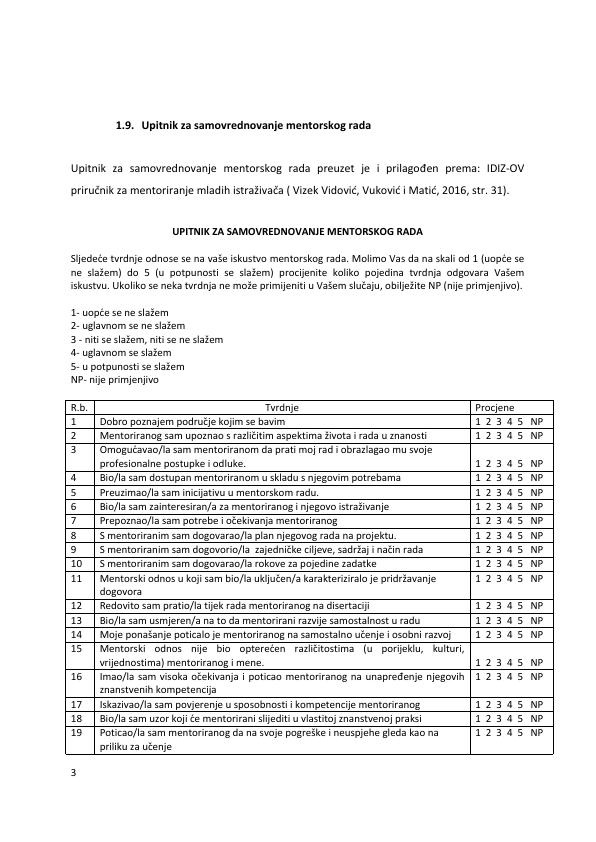 1.9. Upitnik za samovrednovanje mentorskog rada
Upitnik za samovrednovanje mentorskog rada preuzet je i prilagođen prema: IDIZ-OV
priručnik za mentoriranje mladih istraživača ( Vizek Vidović, Vuković i Matić, 2016, str. 31).
UPITNIK ZA SAMOVREDNOVANJE MENTORSKOG RADA
Sljedeće tvrdnje odnose se na vaše iskustvo mentorskog rada. Molimo Vas da na skali od 1 (uopće se
ne slažem) do 5 (u potpunosti se slažem) procijenite koliko pojedina tvrdnja odgovara Vašem
iskustvu. Ukoliko se neka tvrdnja ne može primijeniti u Vašem slučaju, obilježite NP (nije primjenjivo).
1- uopće se ne slažem
2- uglavnom se ne slažem
3 - niti se slažem, niti se ne slažem
4- uglavnom se slažem
5- u potpunosti se slažem
NP- nije primjenjivo
R.b. Tvrdnje Procjene
1 Dobro poznajem područje kojim se bavim 1 2 3 4 5 NP
2 Mentoriranog sam upoznao s različitim aspektima života i rada u znanosti 1 2 3 4 5 NP
3 Omogućavao/la sam mentoriranom da prati moj rad i obrazlagao mu svoje
profesionalne postupke i odluke. 1 2 3 4 5 NP
4 Bio/la sam dostupan mentoriranom u skladu s njegovim potrebama 1 2 3 4 5 NP
5 Preuzimao/la sam inicijativu u mentorskom radu. 1 2 3 4 5 NP
6 Bio/la sam zainteresiran/a za mentoriranog i njegovo istraživanje 1 2 3 4 5 NP
7 Prepoznao/la sam potrebe i očekivanja mentoriranog 1 2 3 4 5 NP
8 S mentoriranim sam dogovarao/la plan njegovog rada na projektu. 1 2 3 4 5 NP
9 S mentoriranim sam dogovorio/la zajedničke ciljeve, sadržaj i način rada 1 2 3 4 5 NP
10 S mentoriranim sam dogovarao/la rokove za pojedine zadatke 1 2 3 4 5 NP
11 Mentorski odnos u koji sam bio/la uključen/a karakteriziralo je pridržavanje 1 2 3 4 5 NP
dogovora
12 Redovito sam pratio/la tijek rada mentoriranog na disertaciji 1 2 3 4 5 NP
13 Bio/la sam usmjeren/a na to da mentorirani razvije samostalnost u radu 1 2 3 4 5 NP
14 Moje ponašanje poticalo je mentoriranog na samostalno učenje i osobni razvoj 1 2 3 4 5 NP
15 Mentorski odnos nije bio opterećen različitostima (u porijeklu, kulturi,
vrijednostima) mentoriranog i mene. 1 2 3 4 5 NP
16 Imao/la sam visoka očekivanja i poticao mentoriranog na unapređenje njegovih 1 2 3 4 5 NP
znanstvenih kompetencija
17 Iskazivao/la sam povjerenje u sposobnosti i kompetencije mentoriranog 1 2 3 4 5 NP
18 Bio/la sam uzor koji će mentorirani slijediti u vlastitoj znanstvenoj praksi 1 2 3 4 5 NP
19 Poticao/la sam mentoriranog da na svoje pogreške i neuspjehe gleda kao na 1 2 3 4 5 NP
priliku za učenje
3